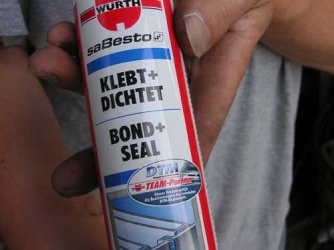 WÜRTH
saBesto
KLEBT+
DICHTET
BOND+
SEAL
DTM
TEAM-Partner